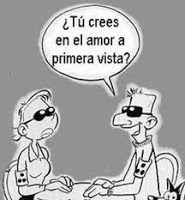 ¿Tú crees
en el amor a
primera vista?